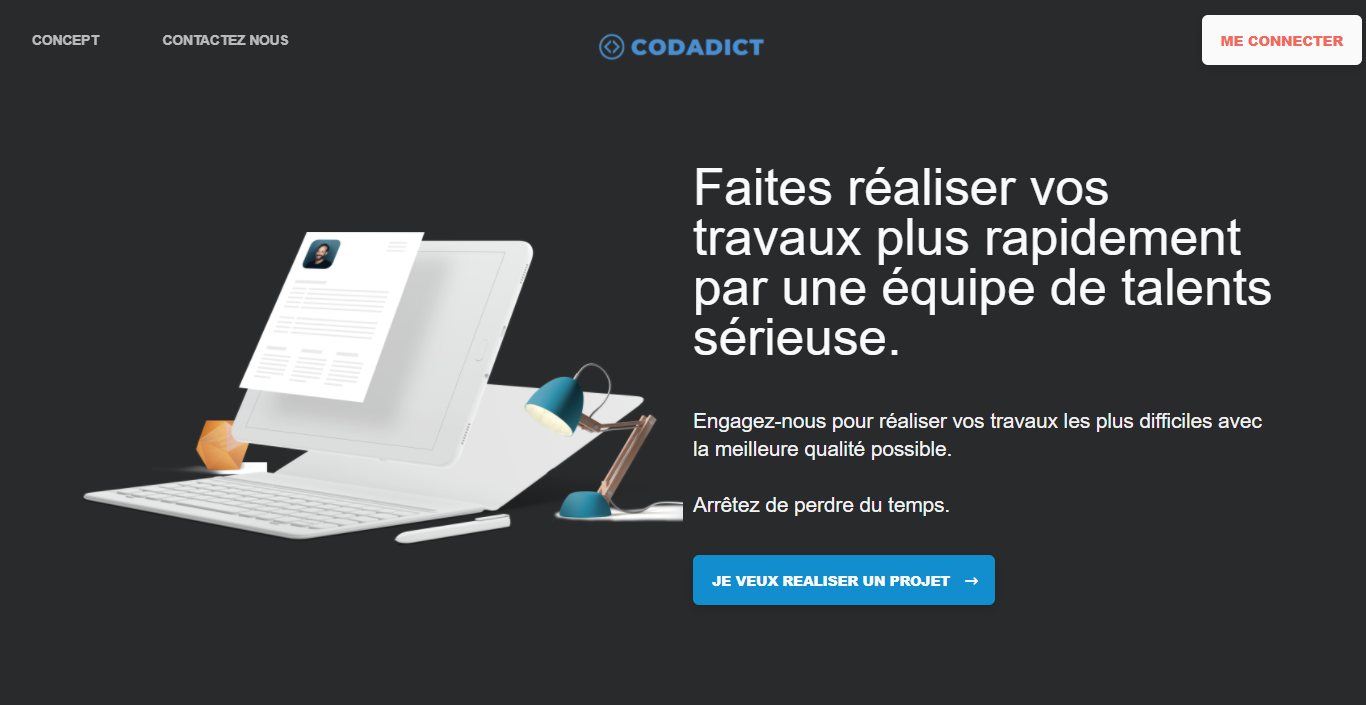 CONCEPT
CONTACTEZ NOUS
CODADICT
ME CONNECTER
Faites réaliser vos
travaux plus rapidement
par une équipe de talents
sérieuse.
Engagez-nous pour réaliser vos travaux les plus difficiles avec
la meilleure qualité possible.
Arrêtez de perdre du temps.
JE VEUX REALISER UN PROJET →